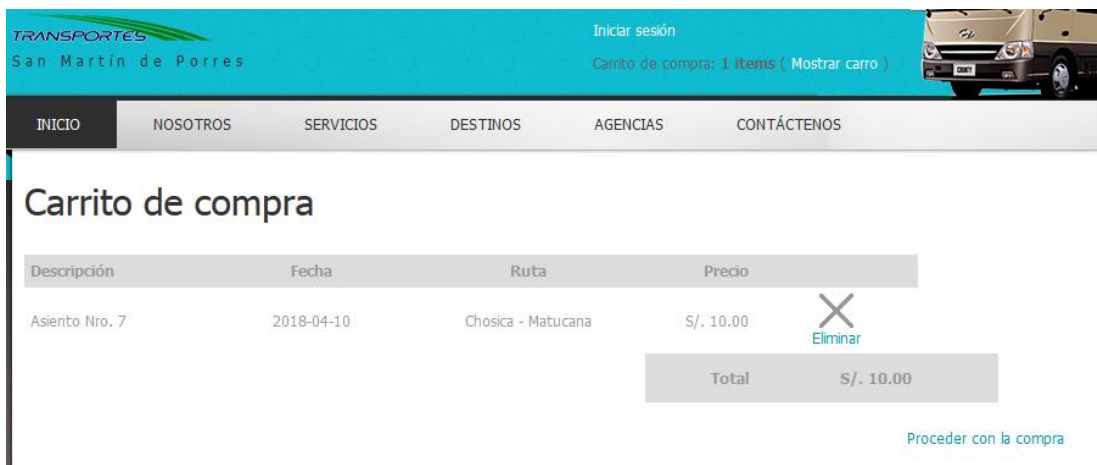 TRANSPORTES
San Martín de Porres
Iniciar sesión
Carrito de compra: 1 items ( Mostrar carro )
COUNTY
INICIO NOSOTROS SERVICIOS DESTINOS AGENCIAS CONTÁCTENOS
Carrito de compra
Descripción Fecha Ruta Precio
Asiento Nro. 7 2018-04-10 Chosica - Matucana S/. 10.00
Eliminar
Total S/. 10.00
Proceder con la compra